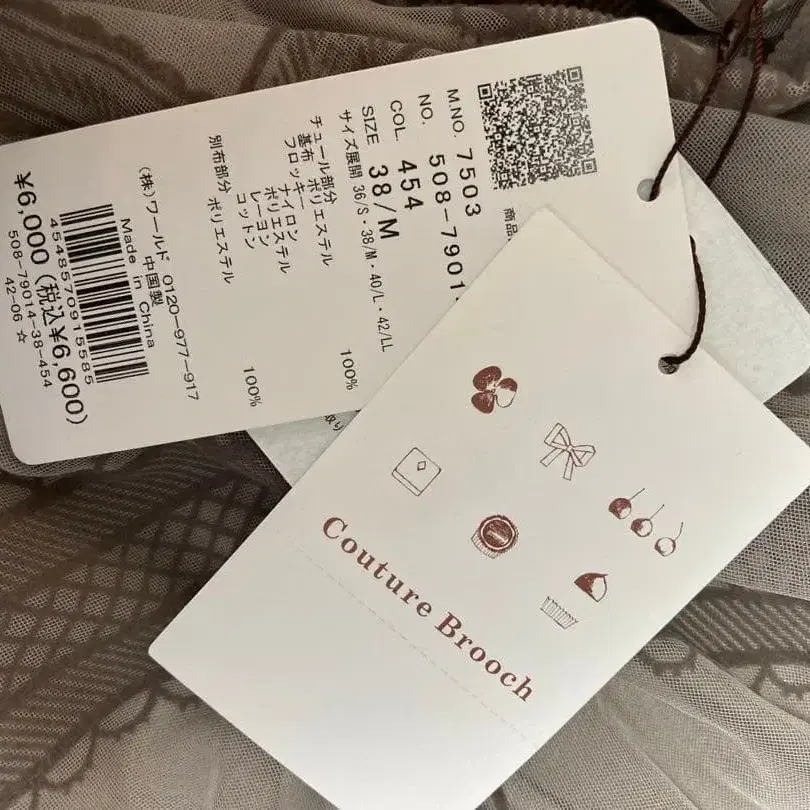 M.NO. 7503
NO. 508-7901
COL. 454
SIZE 38/M
サイズ展開 36/S・38/M・40/L・42/LL
チュール部分
基布 ポリエステル 100%
フロッキー ナイロン
ポリエステル
レーヨン
コットン
別布部分 ポリエステル 100%
(株)ワールド 0120-977-917
中国製
Made in China
4548570915585
¥6,000(税込¥6,600)
508-79014-38-454
42-06 ☆
商品
取り
Couture Brooch